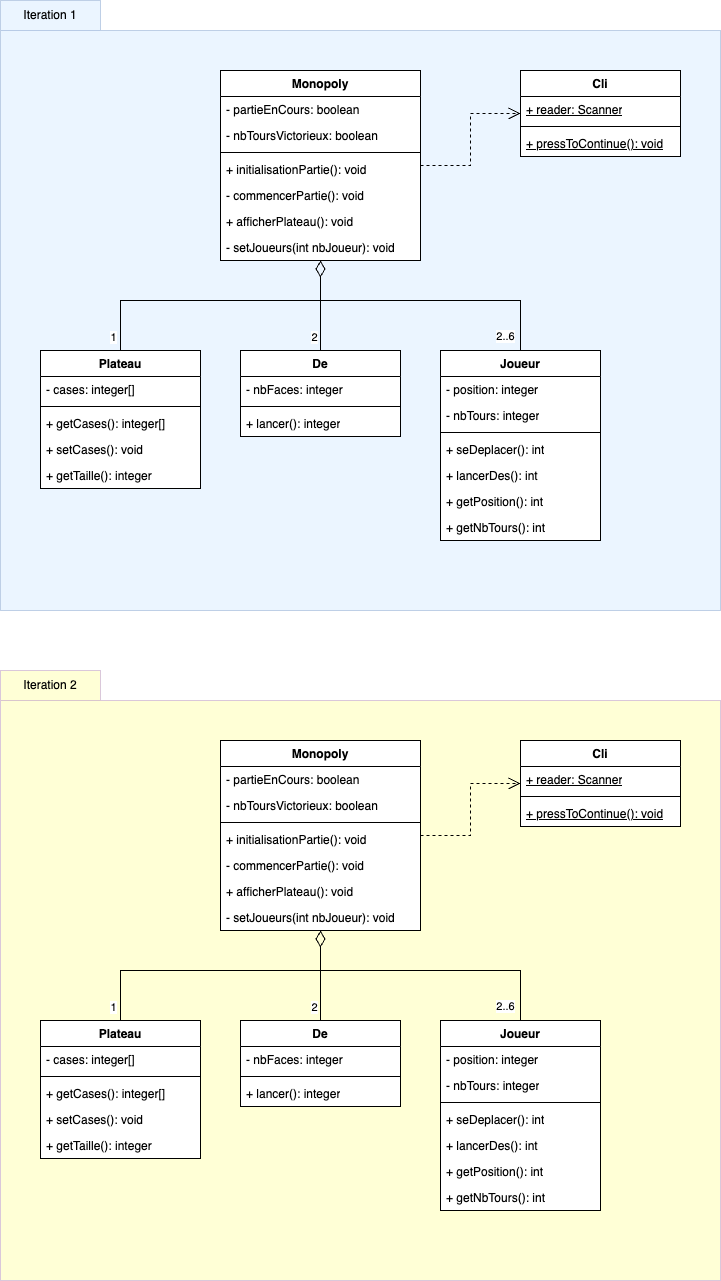 Iteration 1
Monopoly
- partieEnCours: boolean
- nbToursVictorieux: boolean
+ initialisationPartie(): void
- commencerPartie(): void
+ afficherPlateau(): void
- setJoueurs(int nbJoueur): void
Cli
+ reader: Scanner
+ pressToContinue(): void
1
2
2..6
Plateau
- cases: integer[]
+ getCases(): integer[]
+ setCases(): void
+ getTaille(): integer
De
- nbFaces: integer
+ lancer(): integer
Joueur
- position: integer
- nbTours: integer
+ seDeplacer(): int
+ lancerDes(): int
+ getPosition(): int
+ getNbTours(): int
Iteration 2
Monopoly
- partieEnCours: boolean
- nbToursVictorieux: boolean
+ initialisationPartie(): void
- commencerPartie(): void
+ afficherPlateau(): void
- setJoueurs(int nbJoueur): void
Cli
+ reader: Scanner
+ pressToContinue(): void
1
2
2..6
Plateau
- cases: integer[]
+ getCases(): integer[]
+ setCases(): void
+ getTaille(): integer
De
- nbFaces: integer
+ lancer(): integer
Joueur
- position: integer
- nbTours: integer
+ seDeplacer(): int
+ lancerDes(): int
+ getPosition(): int
+ getNbTours(): int